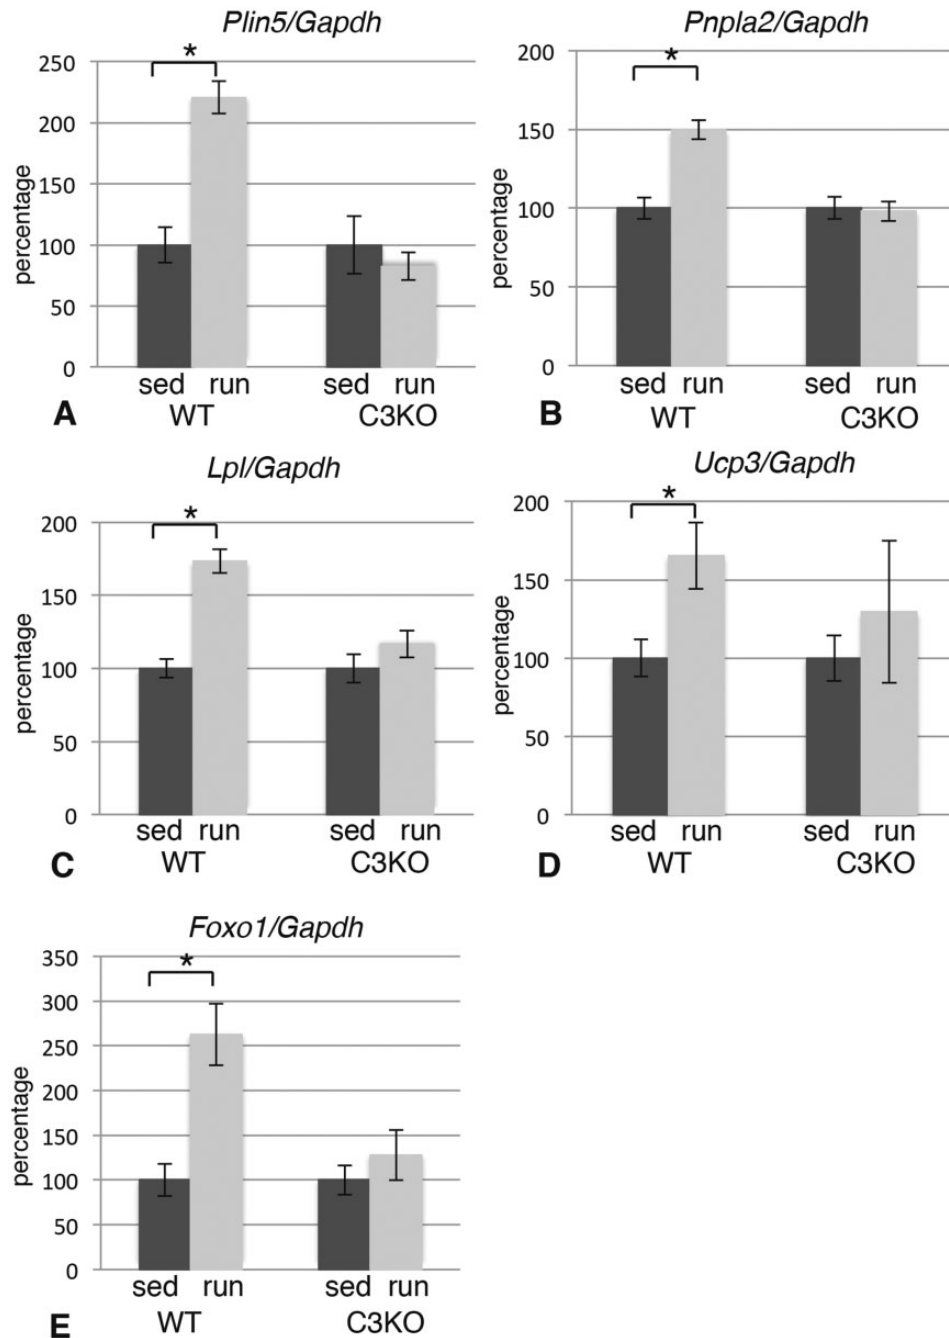 Plin5/Gapdh
*
250
200
150
100
50
0
percentage
sed run sed run
WT C3KO
A
Pnpla2/Gapdh
*
200
150
100
50
0
percentage
sed run sed run
WT C3KO
B
Lpl/Gapdh
*
200
150
100
50
0
percentage
sed run sed run
WT C3KO
C
Ucp3/Gapdh
*
200
150
100
50
0
percentage
sed run sed run
WT C3KO
D
Foxo1/Gapdh
*
350
300
250
200
150
100
50
0
percentage
sed run sed run
WT C3KO
E